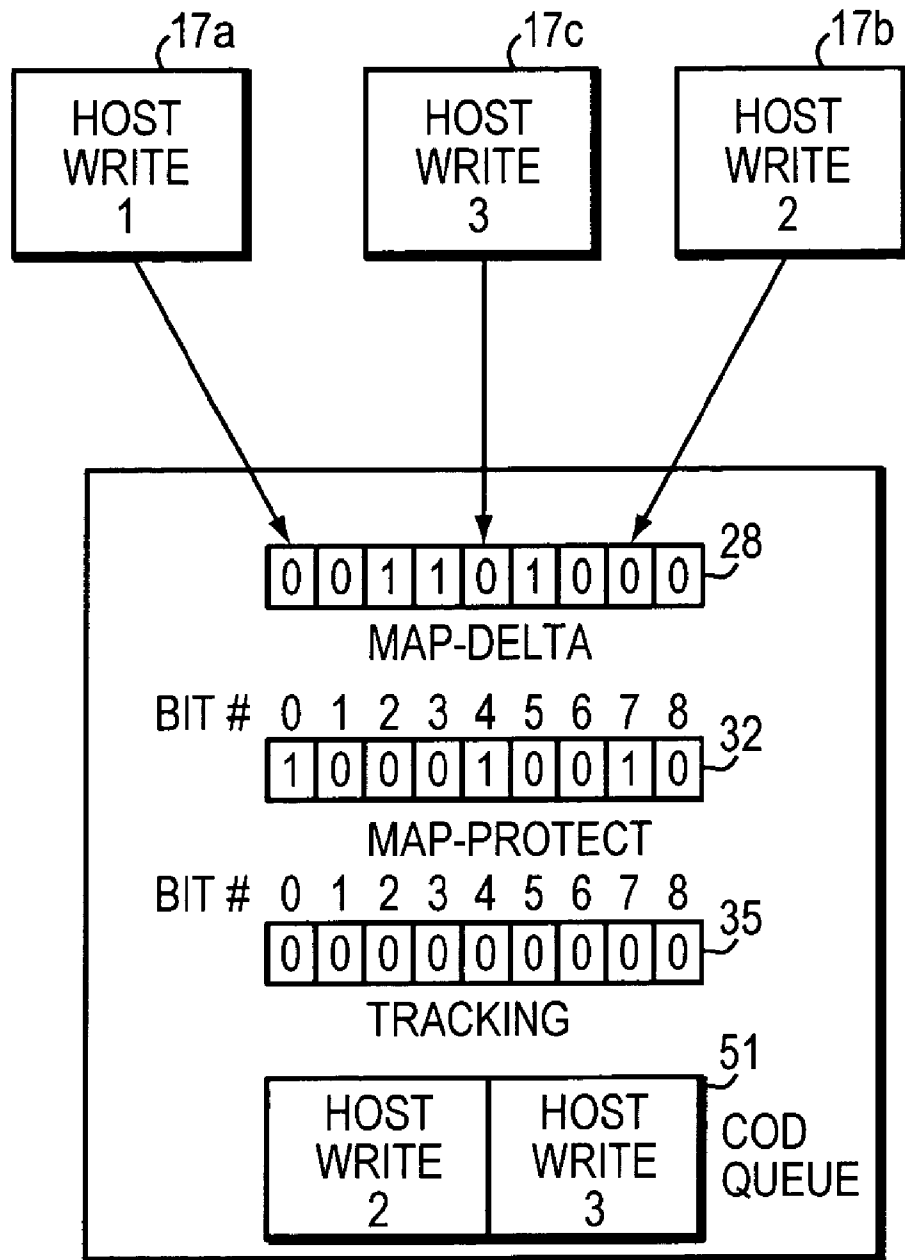 17a 17c 17b
HOST WRITE 1
HOST WRITE 3
HOST WRITE 2
0 0 1 1 0 1 0 0 0 28
MAP-DELTA
BIT # 0 1 2 3 4 5 6 7 8
1 0 0 0 1 0 0 1 0 32
MAP-PROTECT
BIT # 0 1 2 3 4 5 6 7 8
0 0 0 0 0 0 0 0 0 35
TRACKING
51
HOST WRITE 2
HOST WRITE 3
COD
QUEUE